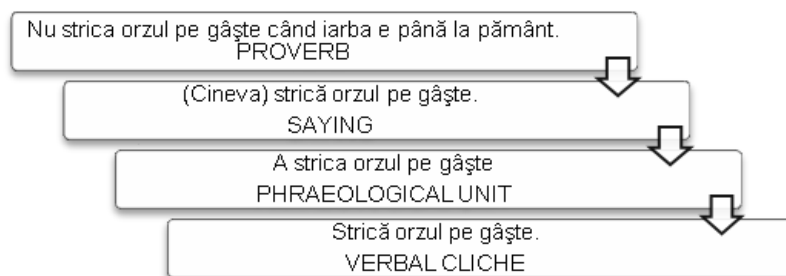 Nu strica orzul pe gâşte când iarba e până la pământ.
PROVERB
(Cineva) strică orzul pe gâşte.
SAYING
A strica orzul pe gâşte
PHRAEOLOGICAL UNIT
Strică orzul pe gâşte.
VERBAL CLICHE